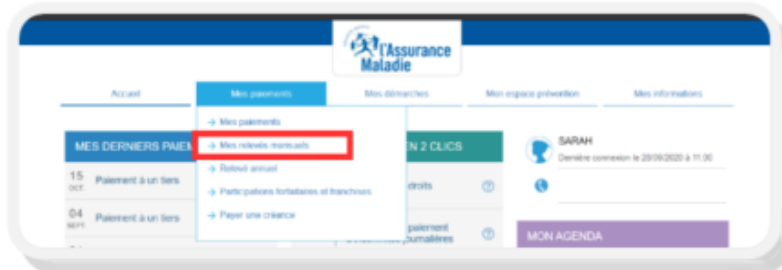 l'Assurance
Maladie
Accueil
Mes paiements
Mes démarches
Mon espace prévention
Mes informations
→ Mes paiements
→ Mes relevés mensuels
→ Relevé annuel
→ Participations forfaitaires et franchises
→ Payer une créance
MES DERNIERS PAIEM
15 Paiement à un tiers
OCT.
04 Paiement à un tiers
SEPT.
EN 2 CLICS
droits
paiement
journalières
SARAH
Dernière connexion le 28/08/2020 à 11:00
MON AGENDA